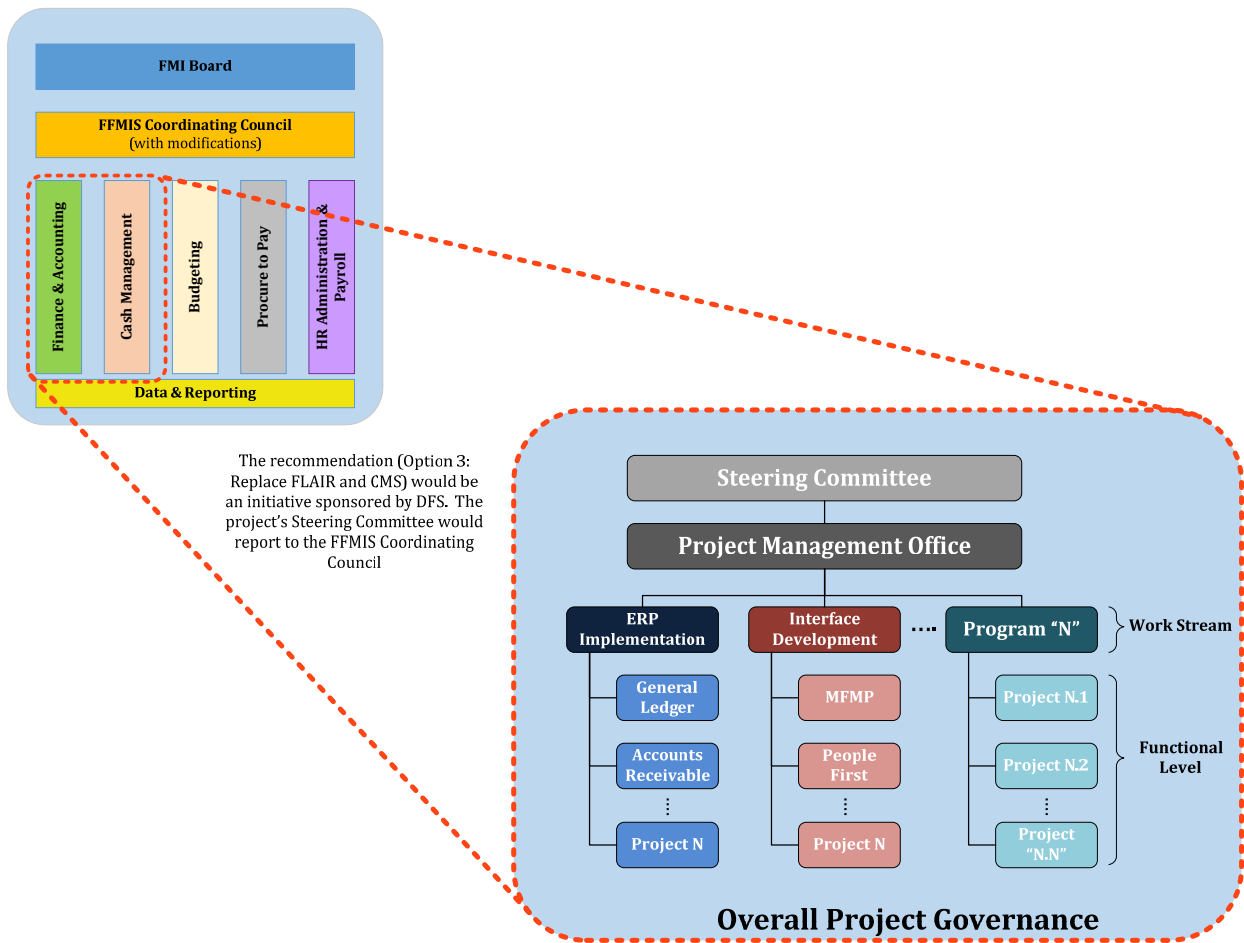 FMI Board
FFMIS Coordinating Council
(with modifications)
Finance & Accounting
Cash Management
Budgeting
Procure to Pay
HR Administration &
Payroll
Data & Reporting
The recommendation (Option 3:
Replace FLAIR and CMS) would be
an initiative sponsored by DFS.  The
project's Steering Committee would
report to the FFMIS Coordinating
Council
Steering Committee
Project Management Office
ERP
Implementation
Interface
Development
....
Program “N”
Work Stream
General
Ledger
MFMP
Project N.1
Accounts
Receivable
People
First
Project N.2
Functional
Level
Project N
Project N
Project
“N.N”
Overall Project Governance